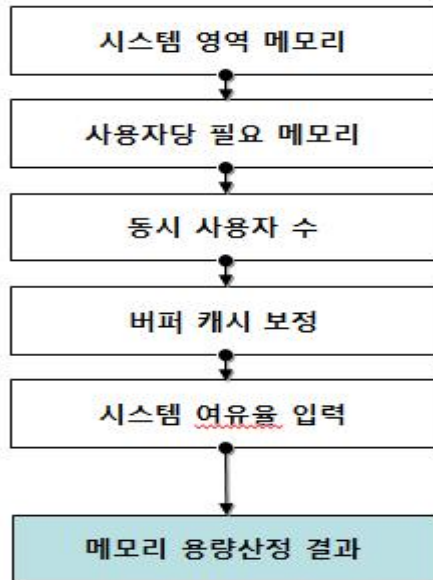 시스템 영역 메모리
사용자당 필요 메모리
동시 사용자 수
버퍼 캐시 보정
시스템 여유율 입력
메모리 용량산정 결과